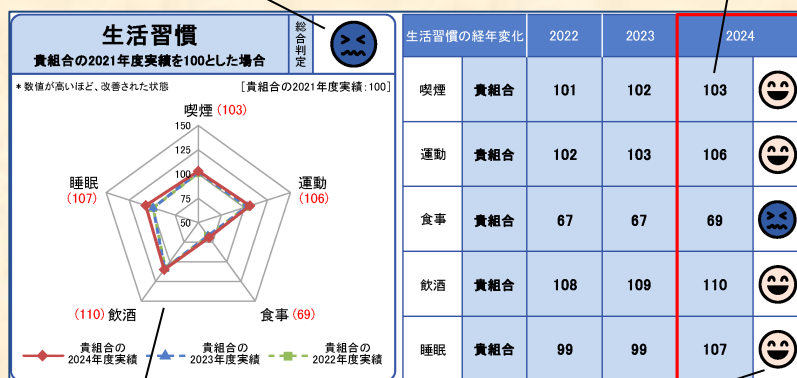 生活習慣
貴組合の2021年度実績を100とした場合
総合判定
*数値が高いほど、改善された状態
[貴組合の2021年度実績:100]
喫煙(103)
150
125
100
75
50
睡眠
(107)
運動
(106)
(110)飲酒
食事(69)
貴組合の
2024年度実績
貴組合の
2023年度実績
貴組合の
2022年度実績
生活習慣の経年変化 2022 2023 2024
喫煙 貴組合 101 102 103
運動 貴組合 102 103 106
食事 貴組合 67 67 69
飲酒 貴組合 108 109 110
睡眠 貴組合 99 99 107